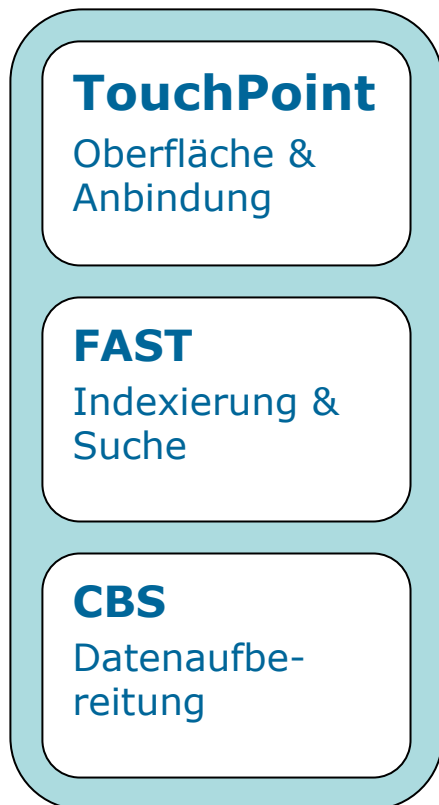 TouchPoint
Oberfläche &
Anbindung
FAST
Indexierung &
Suche
CBS
Datenaufbe-
reitung